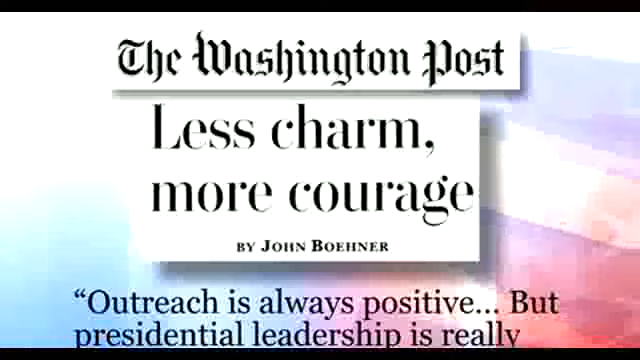 The Washington Post
Less charm,
more courage
BY JOHN BOEHNER
“Outreach is always positive... But
presidential leadership is really